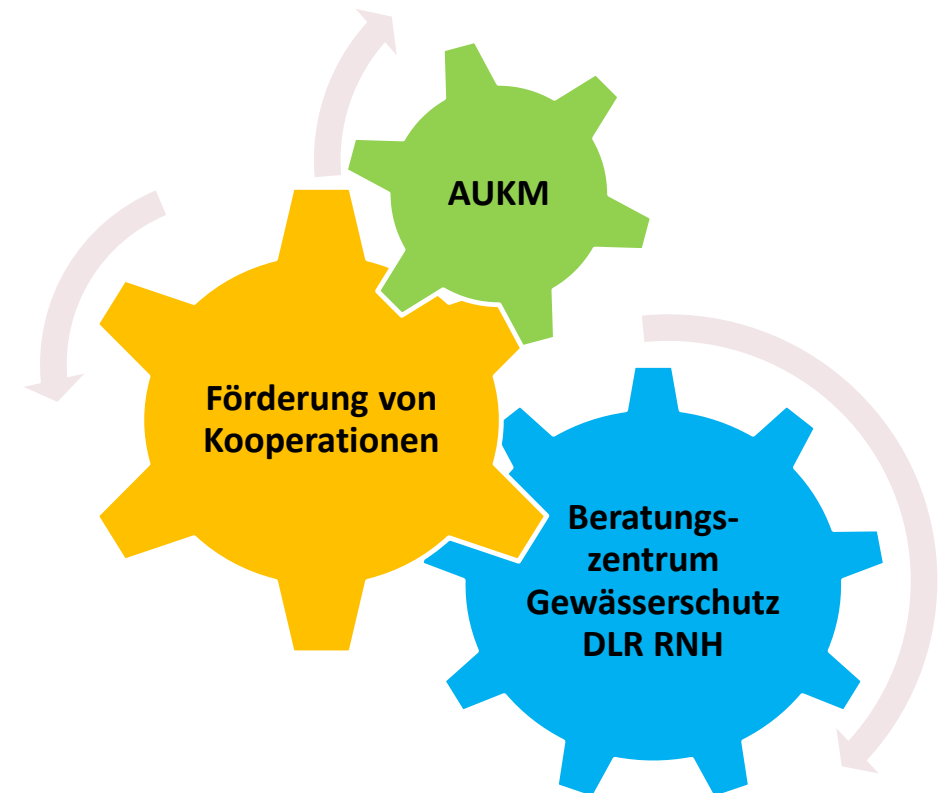 AUKM
Förderung von
Kooperationen
Beratungs-
zentrum
Gewässerschutz
DLR RNH